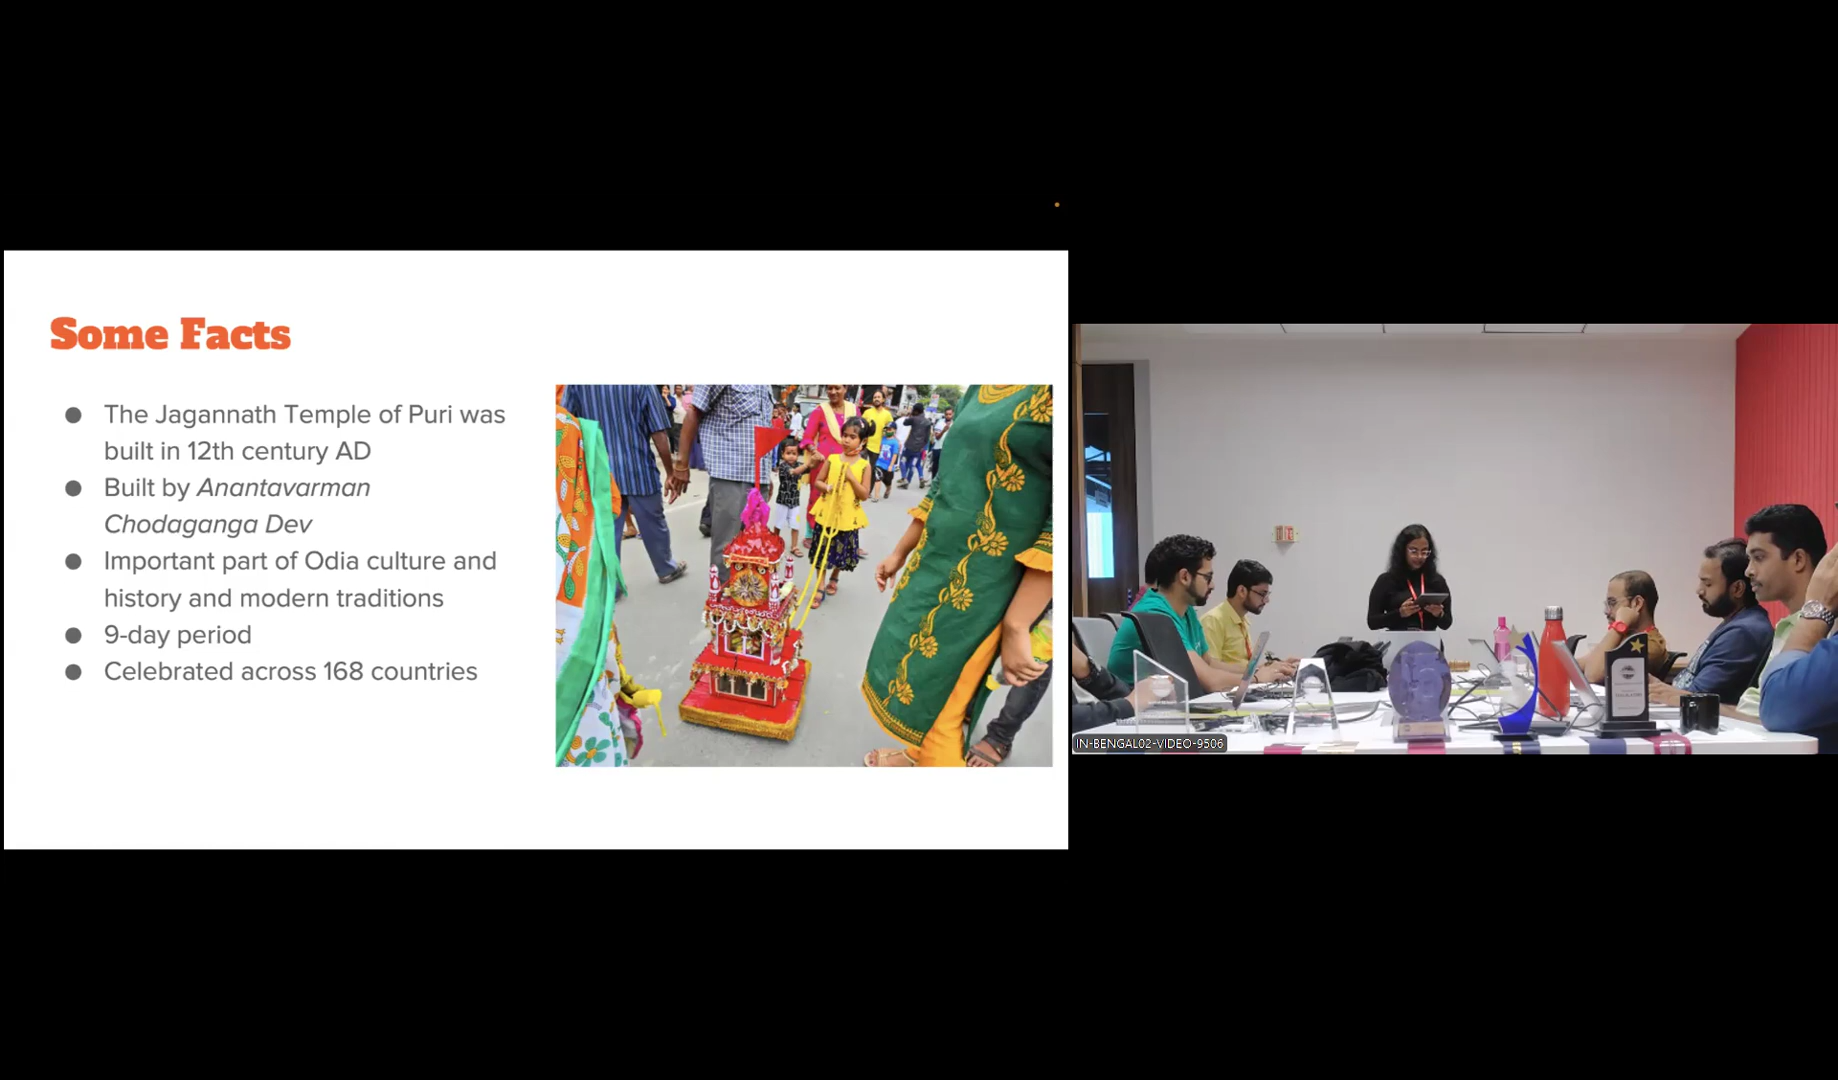 Some Facts
The Jagannath Temple of Puri was
built in 12th century AD
Built by Anantavarman
Chodaganga Dev
Important part of Odia culture and
history and modern traditions
9-day period
Celebrated across 168 countries
IN-BENGAL02-VIDEO-9506